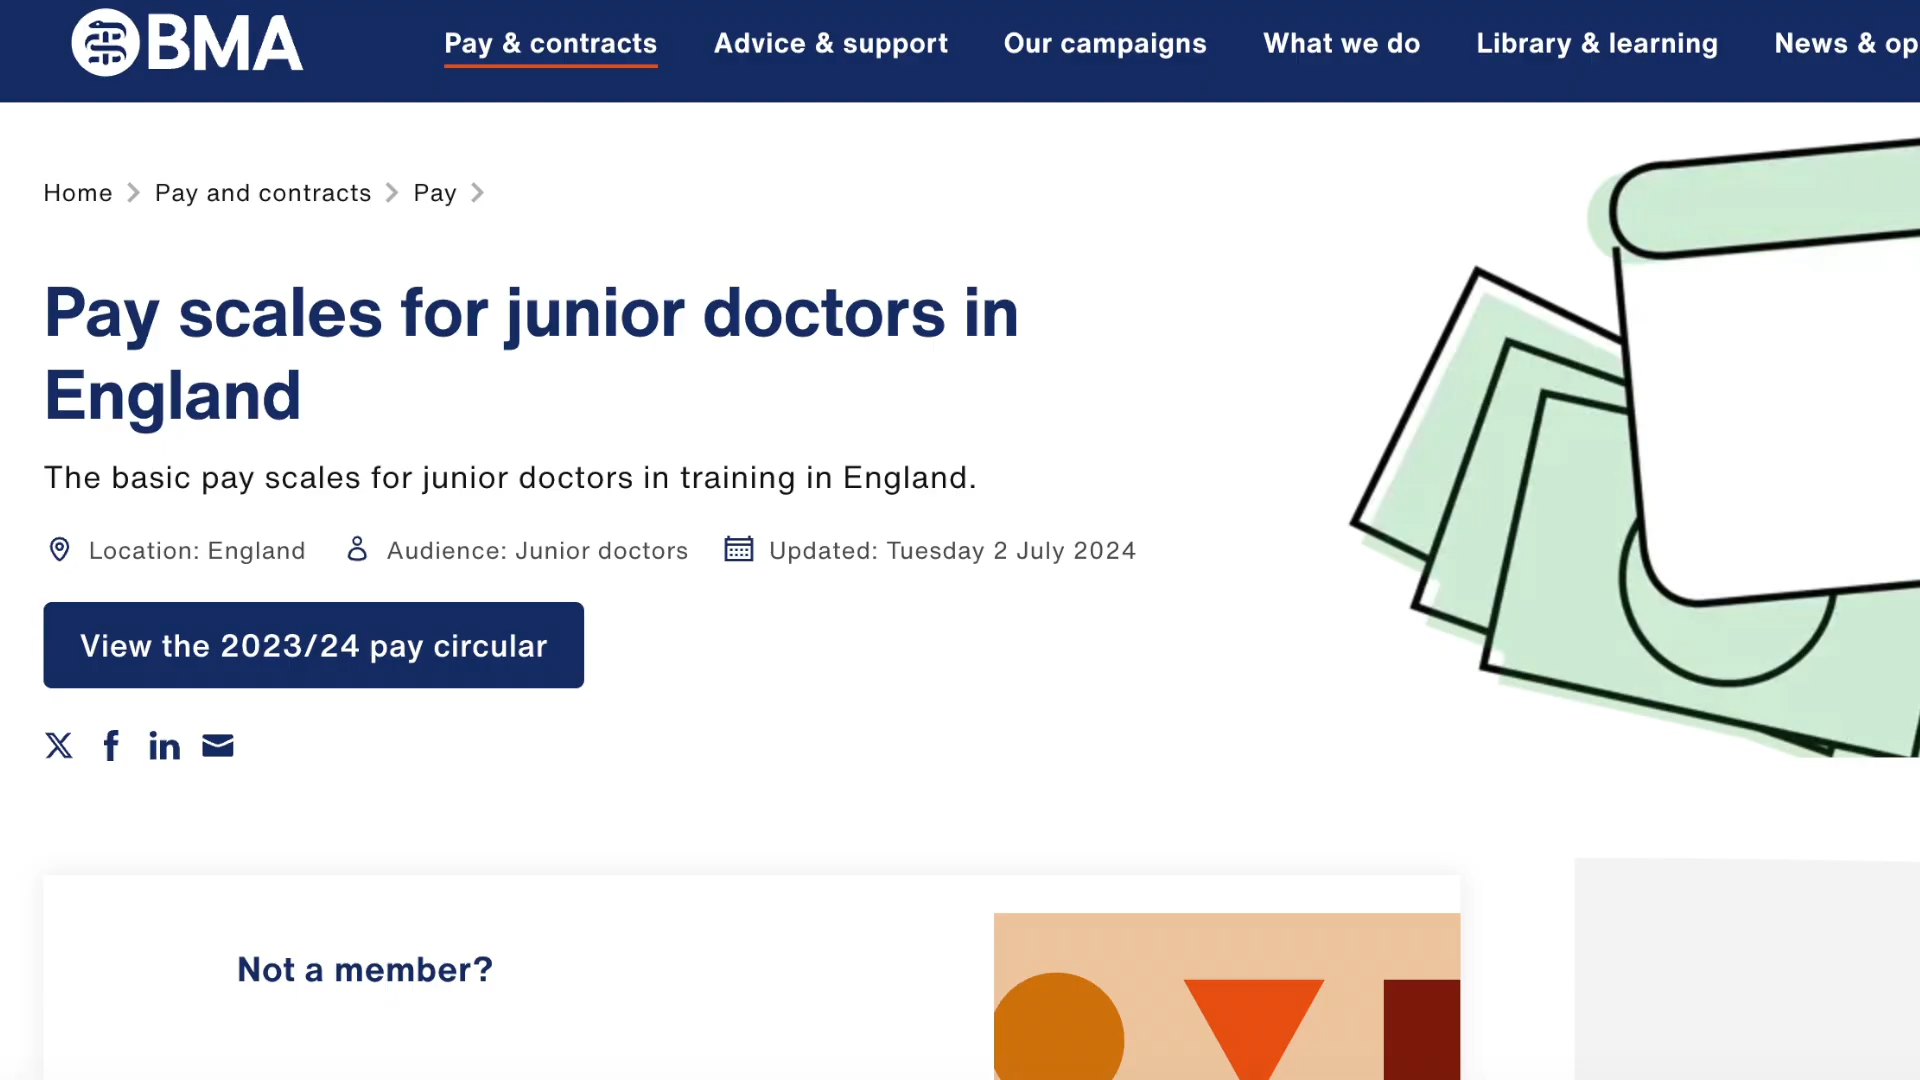 BMA
Pay & contracts
Advice & support
Our campaigns
What we do
Library & learning
News & op
Home
Pay and contracts
Pay
Pay scales for junior doctors in
England
The basic pay scales for junior doctors in training in England.
Location: England
Audience: Junior doctors
Updated: Tuesday 2 July 2024
View the 2023/24 pay circular
Not a member?